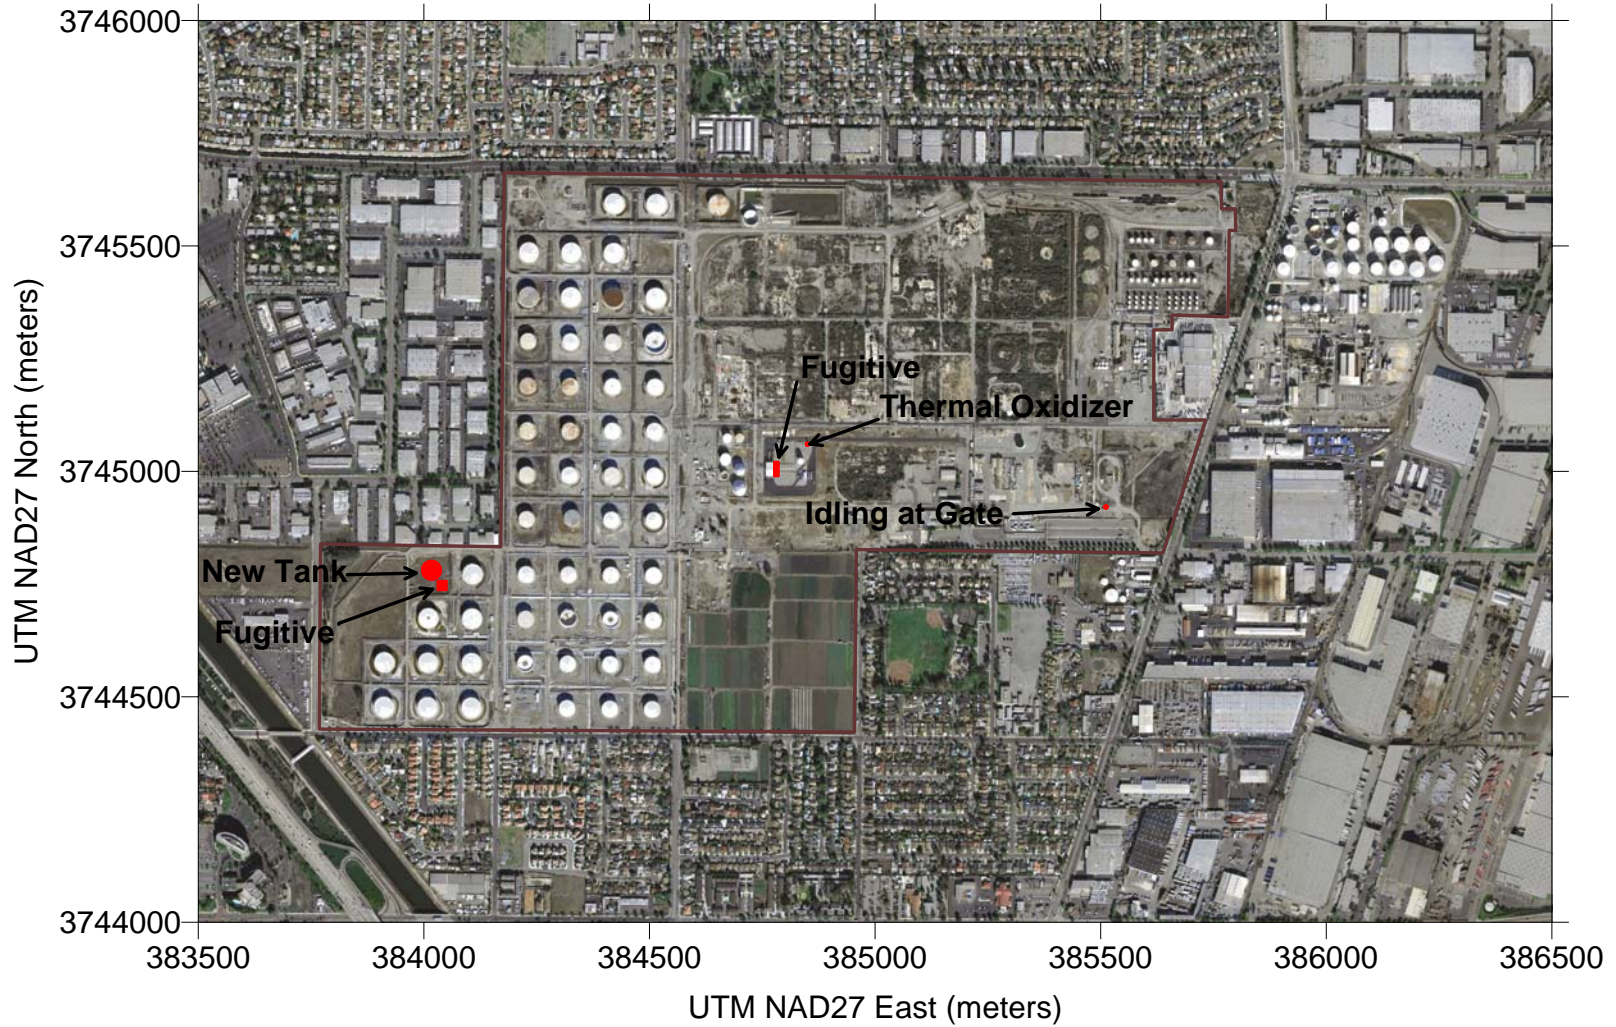 3746000
3745500
3745000
3744500
3744000
UTM NAD27 North (meters)
Fugitive
Thermal Oxidizer
Idling at Gate
New Tank
Fugitive
383500 384000 384500 385000 385500 386000 386500
UTM NAD27 East (meters)